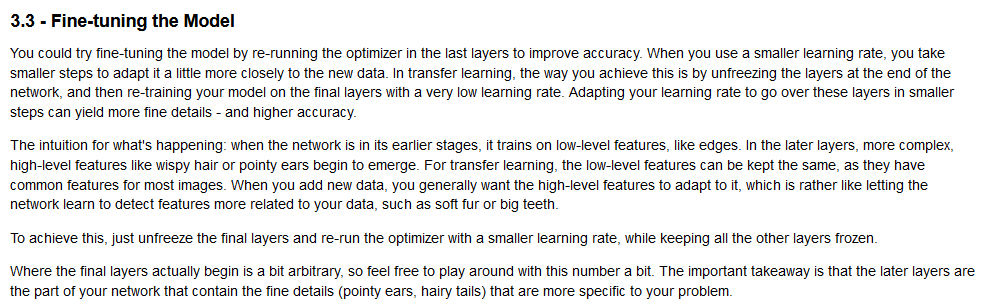 3.3 - Fine-tuning the Model
You could try fine-tuning the model by re-running the optimizer in the last layers to improve accuracy. When you use a smaller learning rate, you take
smaller steps to adapt it a little more closely to the new data. In transfer learning, the way you achieve this is by unfreezing the layers at the end of the
network, and then re-training your model on the final layers with a very low learning rate. Adapting your learning rate to go over these layers in smaller
steps can yield more fine details - and higher accuracy.
The intuition for what's happening: when the network is in its earlier stages, it trains on low-level features, like edges. In the later layers, more complex,
high-level features like wispy hair or pointy ears begin to emerge. For transfer learning, the low-level features can be kept the same, as they have
common features for most images. When you add new data, you generally want the high-level features to adapt to it, which is rather like letting the
network learn to detect features more related to your data, such as soft fur or big teeth.
To achieve this, just unfreeze the final layers and re-run the optimizer with a smaller learning rate, while keeping all the other layers frozen.
Where the final layers actually begin is a bit arbitrary, so feel free to play around with this number a bit. The important takeaway is that the later layers are
the part of your network that contain the fine details (pointy ears, hairy tails) that are more specific to your problem.